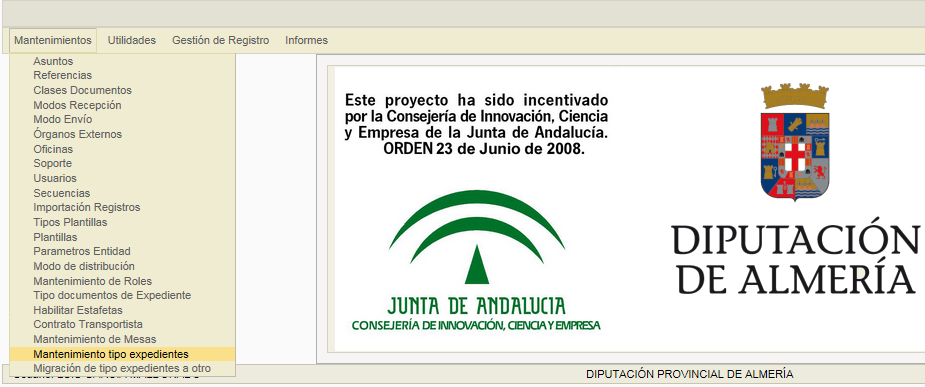 Mantenimientos Utilidades Gestión de Registro Informes
Asuntos
Referencias
Clases Documentos
Modos Recepción
Modo Envío
Órganos Externos
Oficinas
Soporte
Usuarios
Secuencias
Importación Registros
Tipos Plantillas
Plantillas
Parametros Entidad
Modo de distribución
Mantenimiento de Roles
Tipo documentos de Expediente
Habilitar Estafetas
Contrato Transportista
Mantenimiento de Mesas
Mantenimiento tipo expedientes
Migración de tipo expedientes a otro
Este proyecto ha sido incentivado
por la Consejería de Innovación, Ciencia
y Empresa de la Junta de Andalucía.
ORDEN 23 de Junio de 2008.
JUNTA DE ANDALUCIA
CONSEJERÍA DE INNOVACIÓN, CIENCIA Y EMPRESA
DIPUTACIÓN
DE ALMERÍA
DIPUTACIÓN PROVINCIAL DE ALMERÍA